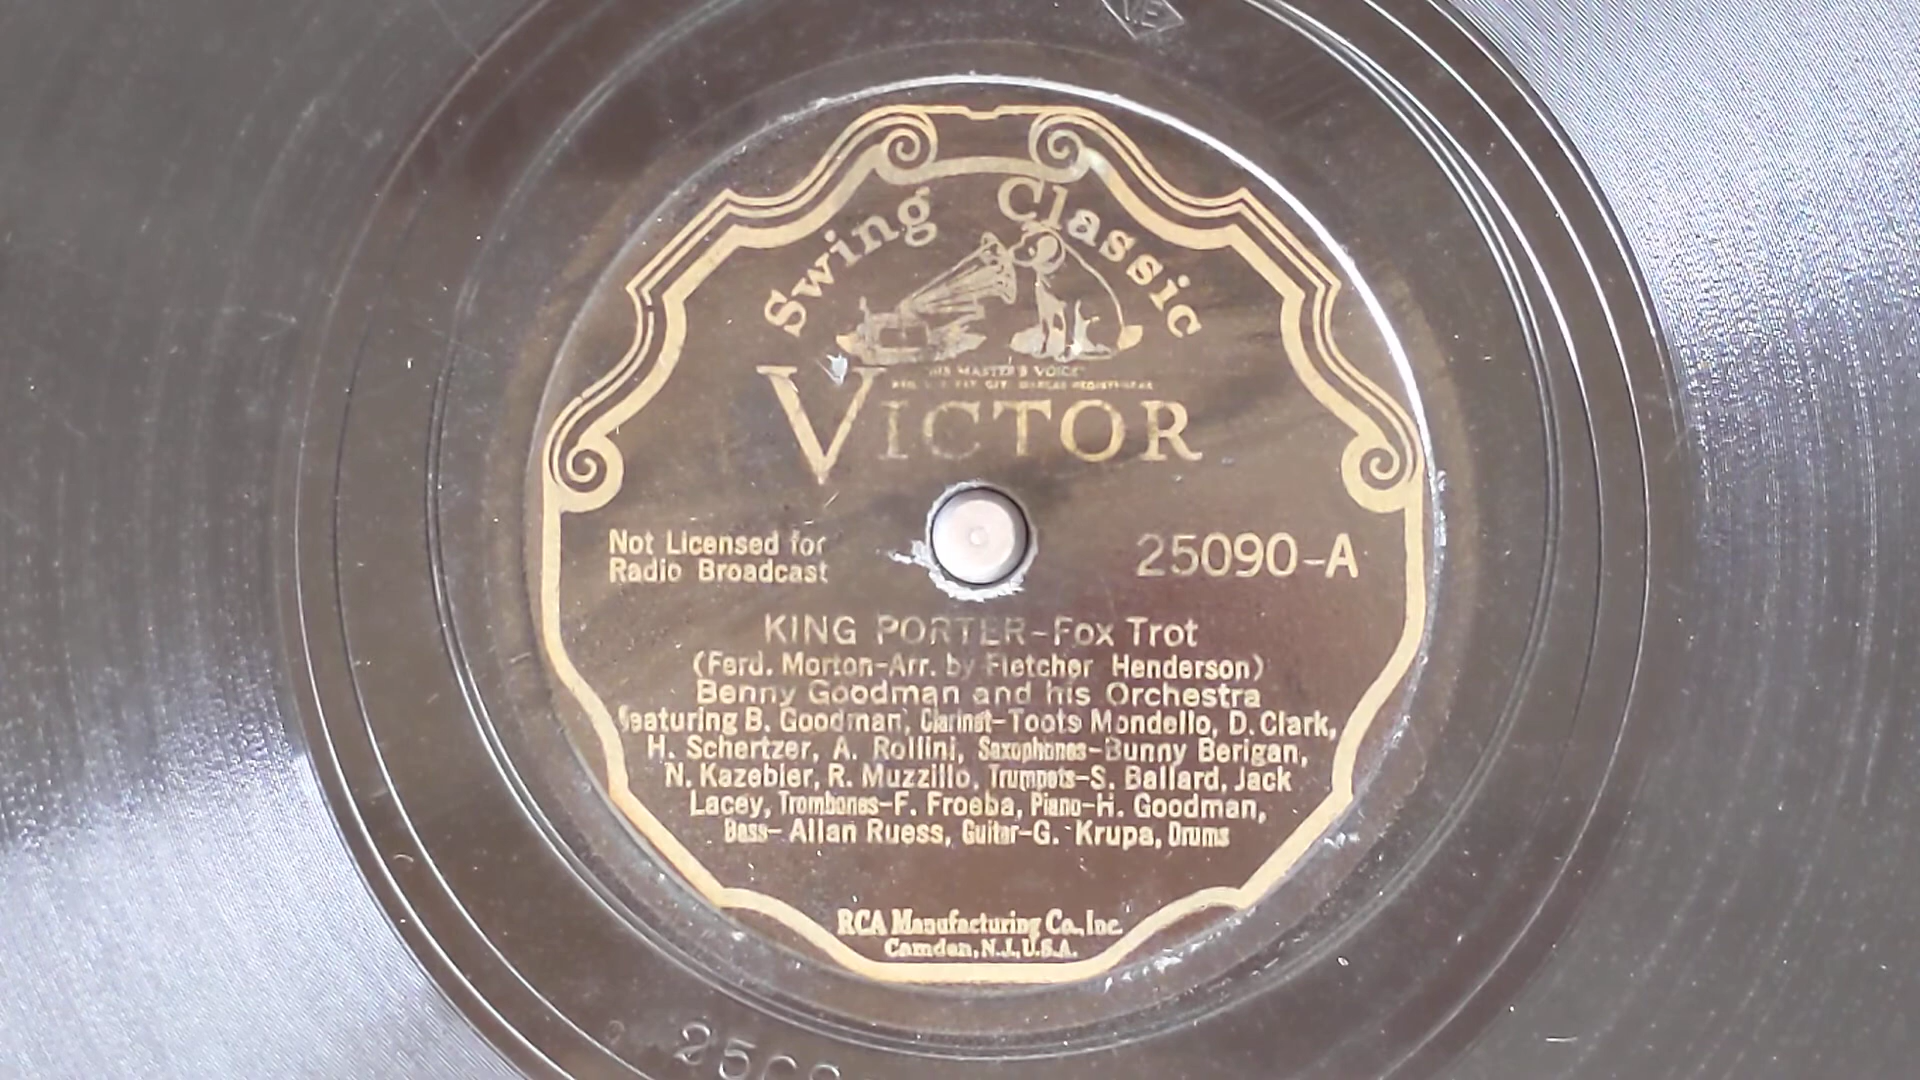 VE
Swing Classic
"HIS MASTER'S VOICE"
VICTOR
Not Licensed for
Radio Broadcast
25090-A
KING PORTER-Fox Trot
(Ferd. Morton-Arr. by Fletcher Henderson)
Benny Goodman and his Orchestra
featuring B. Goodman, Clarinet-Toots Mondello, D. Clark,
H. Schertzer, A. Rollini, Saxophones-Bunny Berigan,
N. Kazebier, R. Muzzillo, Trumpets-S. Ballard, Jack
Lacey, Trombones-F. Froeba, Piano-H. Goodman,
Bass-Allan Ruess, Guitar-G. Krupa, Drums
RCA Manufacturing Co., Inc.
Camden, N.J., U.S.A.